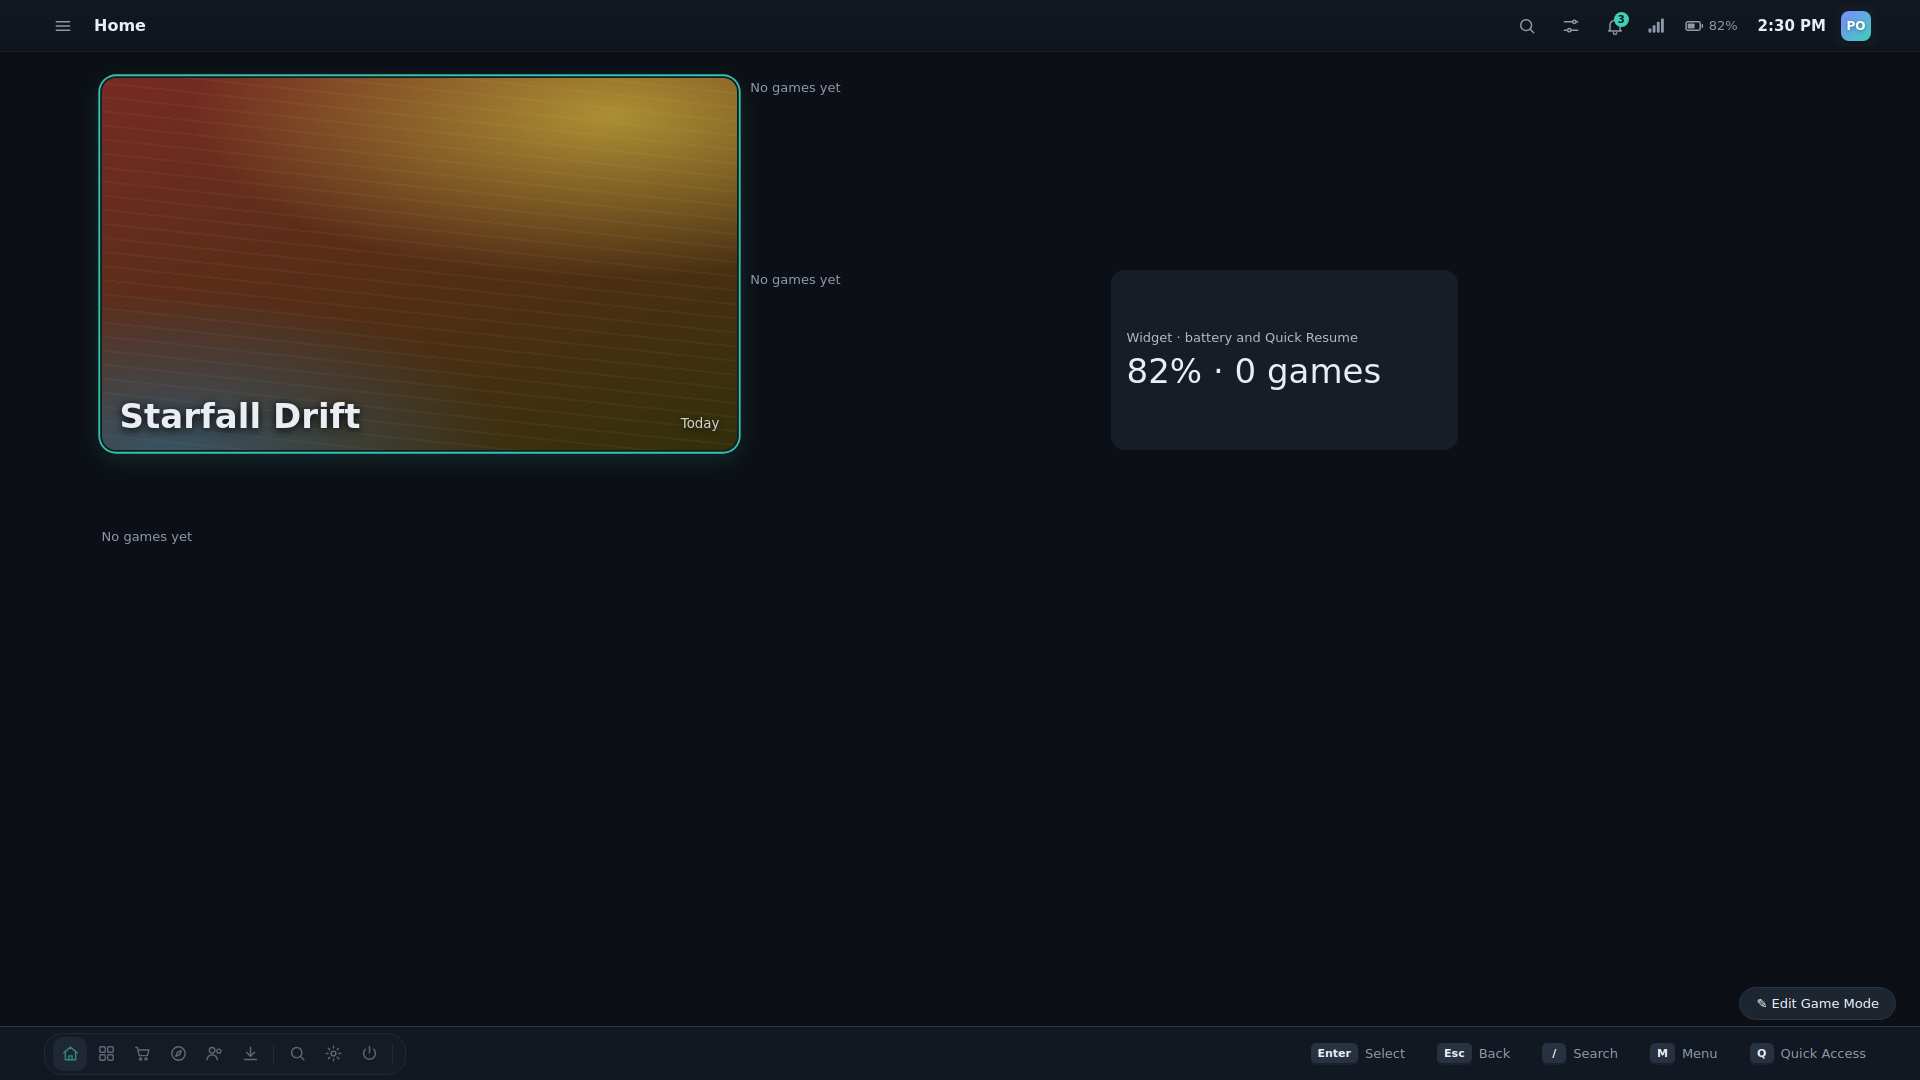 Home
3
82%
2:30 PM
PO
No games yet
No games yet
Widget · battery and Quick Resume
82% · 0 games
Starfall Drift
Today
No games yet
✎ Edit Game Mode
Enter Select
Esc Back
/ Search
M Menu
Q Quick Access